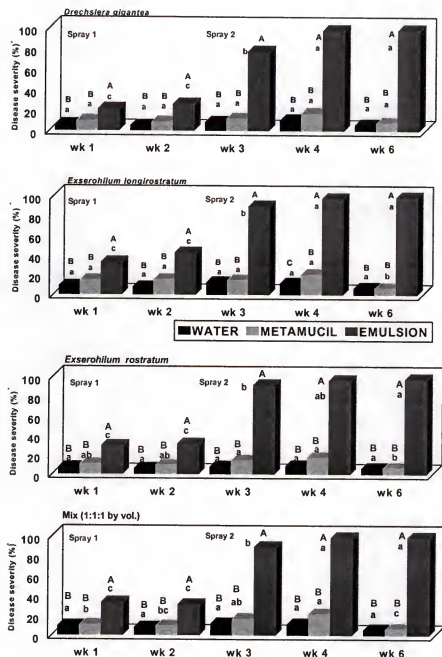 Drechslera gigantea
Disease severity (%)*
100
80
60
40
20
0
Spray 1
Spray 2
B B A
a a c
B B A
a a c
B B A
a a b
B B A
a a a
B B A
a a a
wk 1 wk 2 wk 3 wk 4 wk 6
Exserohilum longirostratum
Disease severity (%)*
100
80
60
40
20
0
Spray 1
Spray 2
B B A
a a c
B B A
a a c
B B A
a a b
C B A
a a a
B B A
a b a
wk 1 wk 2 wk 3 wk 4 wk 6
WATER METAMUCIL EMULSION
Exserohilum rostratum
Disease severity (%)*
100
80
60
40
20
0
Spray 1
Spray 2
B B A
a ab c
B B A
a ab c
B B A
a a b
B B A
a a ab
B B A
a b a
wk 1 wk 2 wk 3 wk 4 wk 6
Mix (1:1:1 by vol.)
Disease severity (%)
100
80
60
40
20
0
Spray 1
Spray 2
B B A
a b c
B B A
a bc c
B B A
a ab b
B B A
a a a
B B A
a c a
wk 1 wk 2 wk 3 wk 4 wk 6